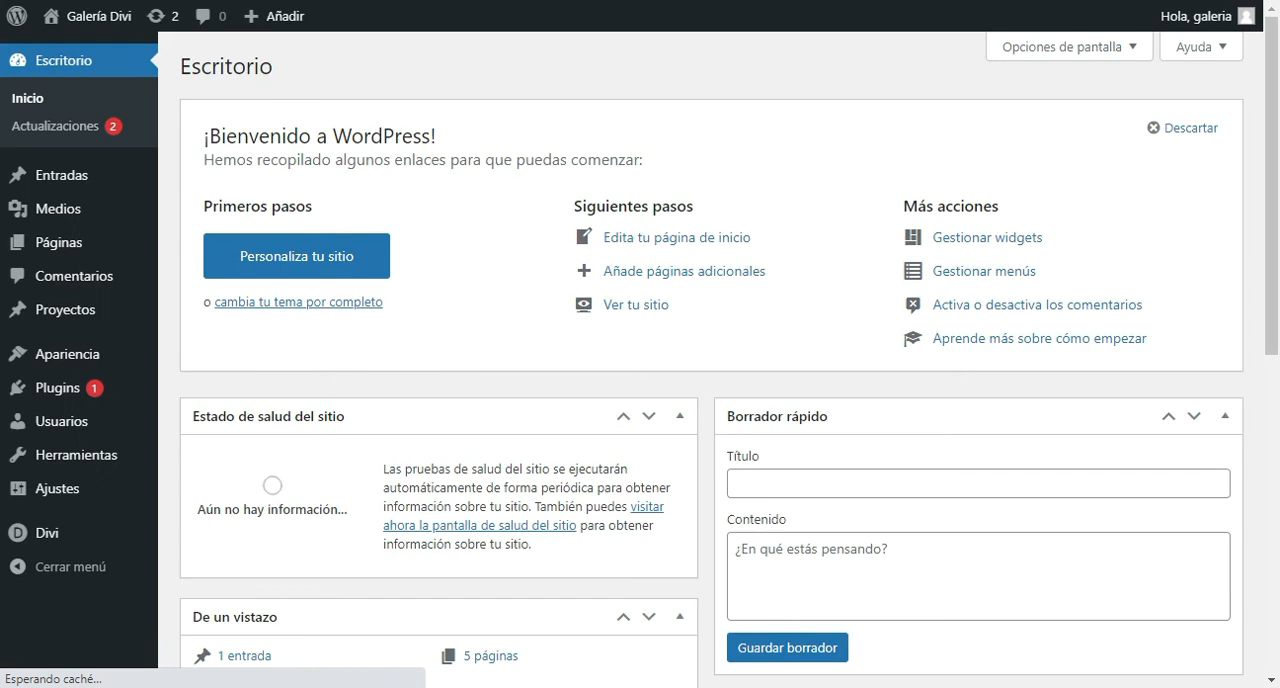 Galería Divi 2 0 Añadir Hola, galeria
Escritorio
Inicio
Actualizaciones 2
Entradas
Medios
Páginas
Comentarios
Proyectos
Apariencia
Plugins 1
Usuarios
Herramientas
Ajustes
Divi
Cerrar menú
Opciones de pantalla Ayuda
Escritorio
¡Bienvenido a WordPress!
Descartar
Hemos recopilado algunos enlaces para que puedas comenzar:
Primeros pasos
Personaliza tu sitio
o cambia tu tema por completo
Siguientes pasos
Edita tu página de inicio
Añade páginas adicionales
Ver tu sitio
Más acciones
Gestionar widgets
Gestionar menús
Activa o desactiva los comentarios
Aprende más sobre cómo empezar
Estado de salud del sitio
Aún no hay información...
Las pruebas de salud del sitio se ejecutarán
automáticamente de forma periódica para obtener
información sobre tu sitio. También puedes visitar
ahora la pantalla de salud del sitio para obtener
información sobre tu sitio.
De un vistazo
1 entrada 5 páginas
Borrador rápido
Título
Contenido
¿En qué estás pensando?
Guardar borrador
Esperando caché...